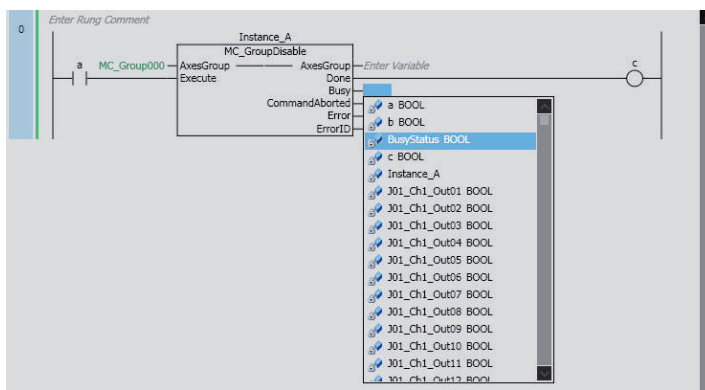 Enter Rung Comment
0
Instance_A
MC_GroupDisable
a MC_Group000 AxesGroup AxesGroup Enter Variable c
Execute Done
Busy
CommandAborted
Error
ErrorID
a BOOL
b BOOL
BusyStatus BOOL
c BOOL
Instance_A
J01_Ch1_Out01 BOOL
J01_Ch1_Out02 BOOL
J01_Ch1_Out03 BOOL
J01_Ch1_Out04 BOOL
J01_Ch1_Out05 BOOL
J01_Ch1_Out06 BOOL
J01_Ch1_Out07 BOOL
J01_Ch1_Out08 BOOL
J01_Ch1_Out09 BOOL
J01_Ch1_Out10 BOOL
J01_Ch1_Out11 BOOL
J01_Ch1_Out12 BOOL